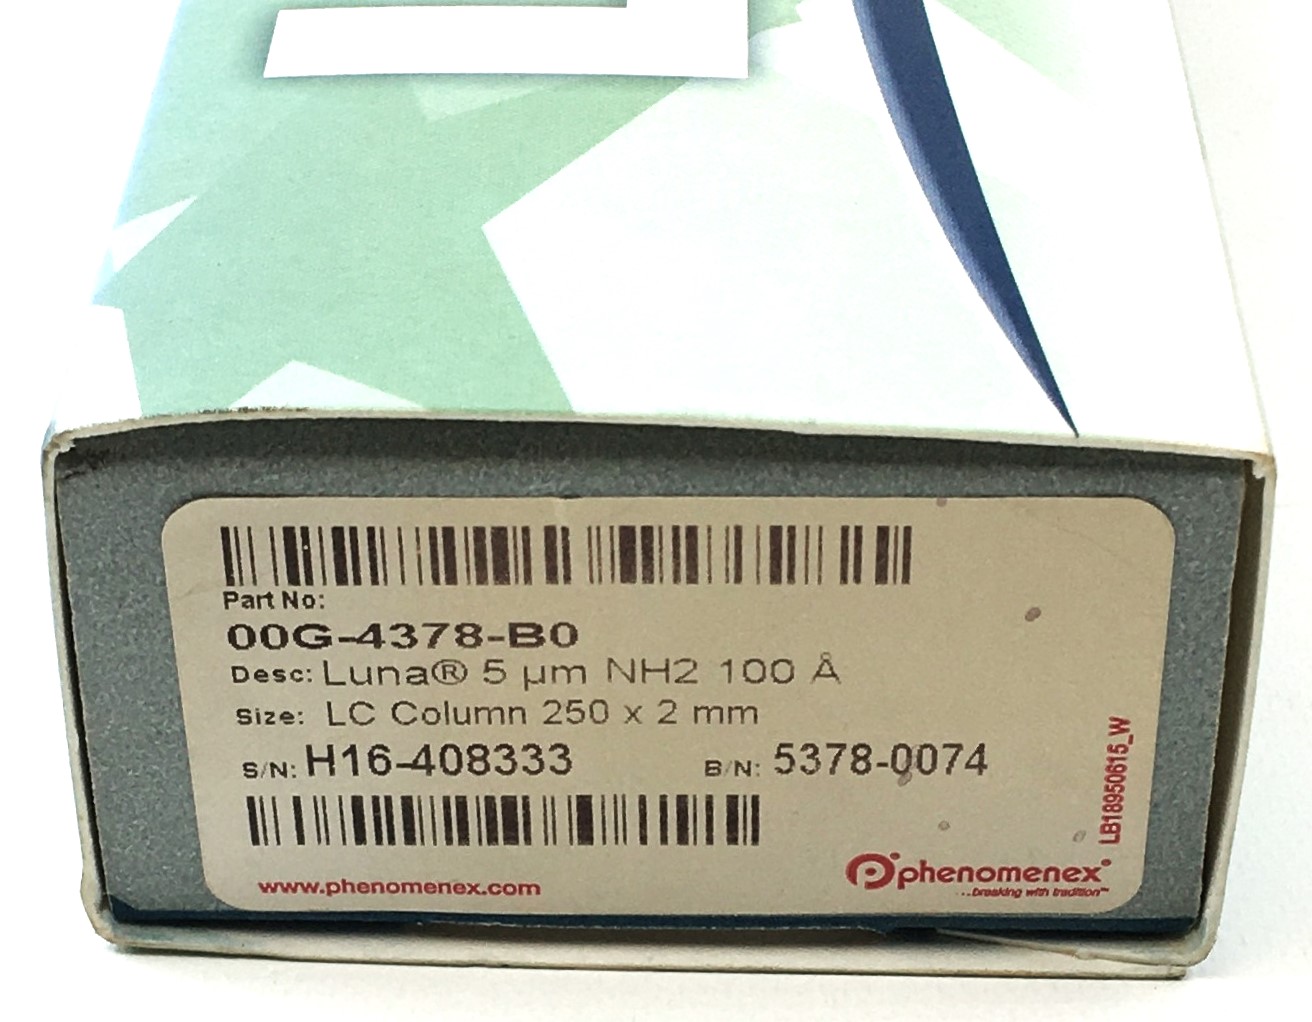 Part No:
00G-4378-B0
Desc: Luna® 5 µm NH2 100 Å
Size: LC Column 250 x 2 mm
S/N: H16-408333 B/N: 5378-0074
www.phenomenex.com
phenomenex®
...breaking with tradition™
LB18950615_W